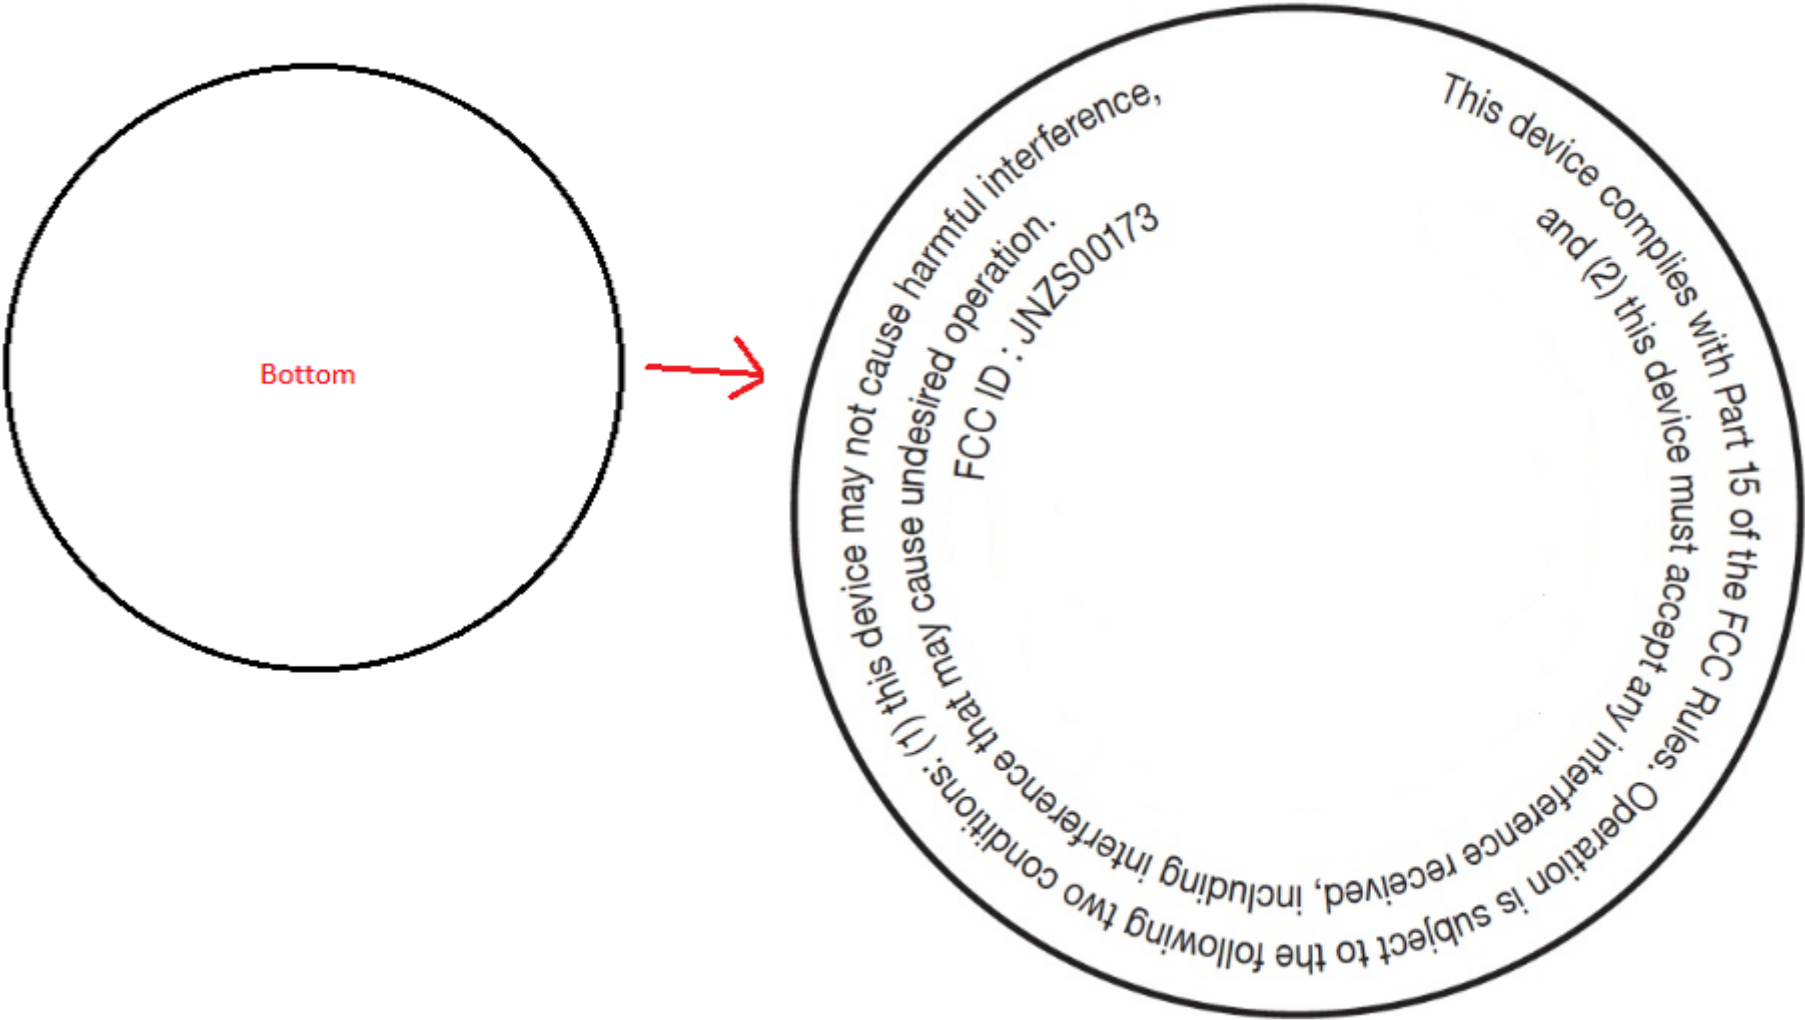 Bottom
This device complies with Part 15 of the FCC Rules. Operation is subject to the following two conditions: (1) this device may not cause harmful interference,
and (2) this device must accept any interference received, including interference that may cause undesired operation.
FCC ID : JNZS00173